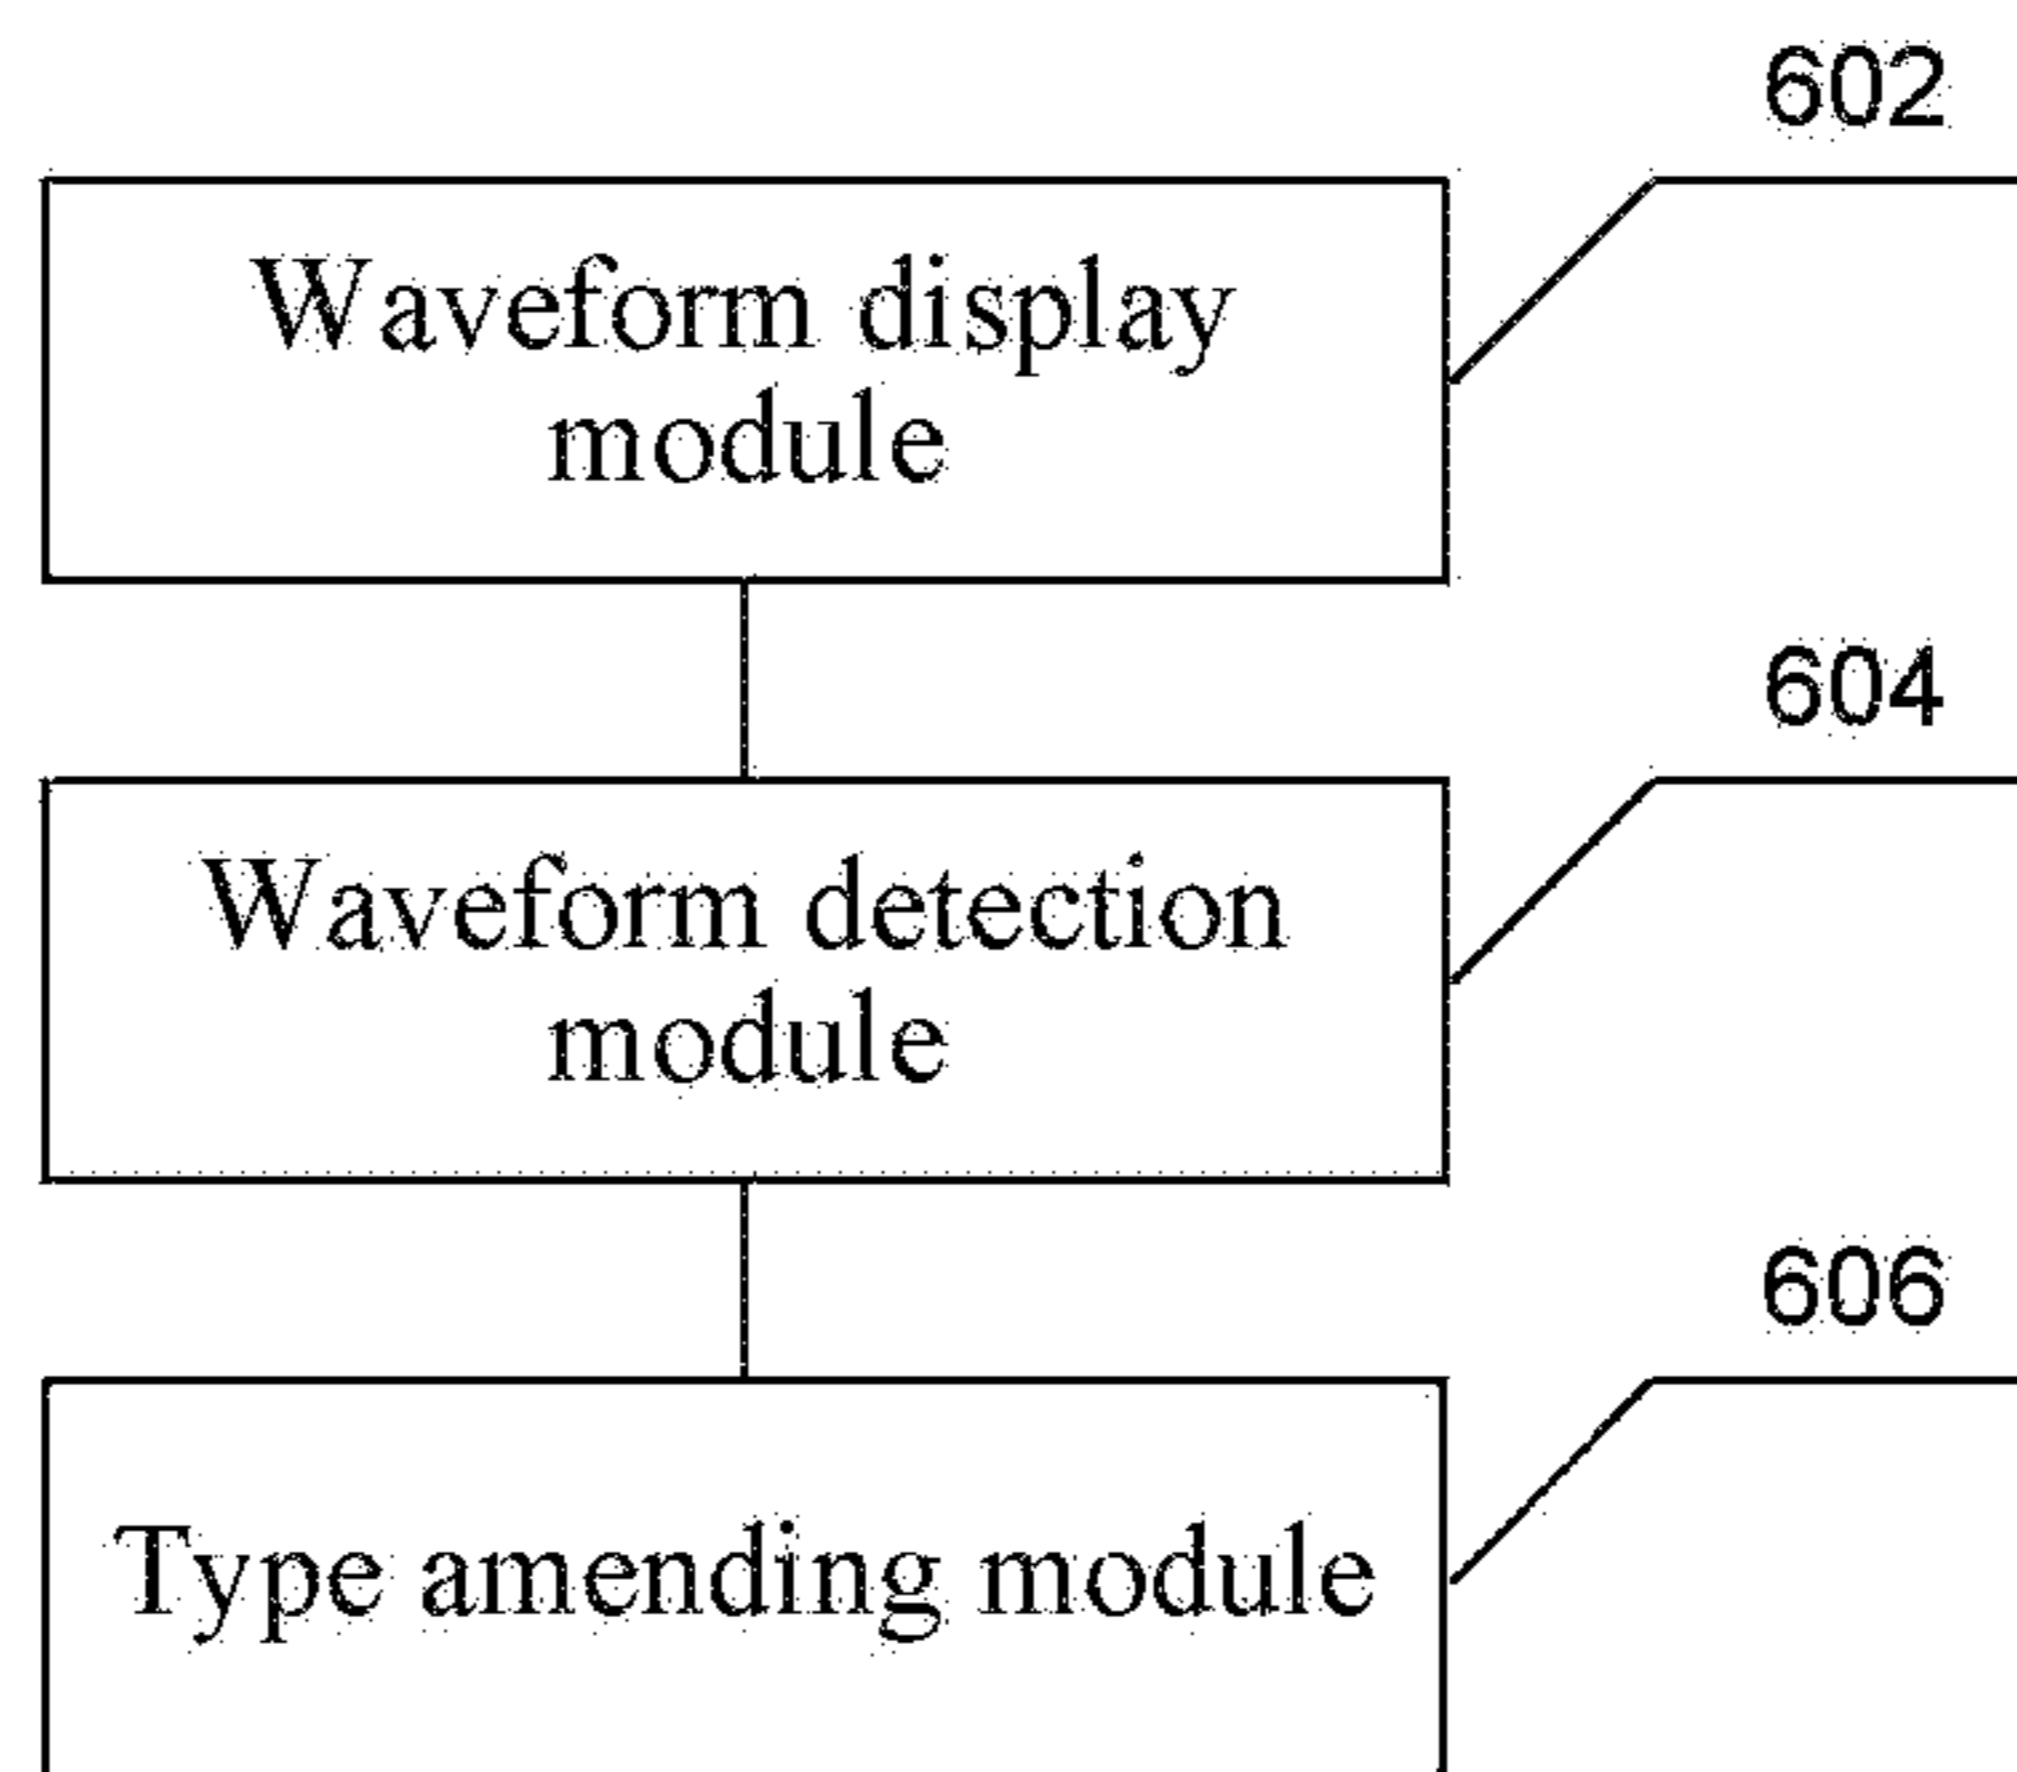 602
Waveform display
module
604
Waveform detection
module
606
Type amending module